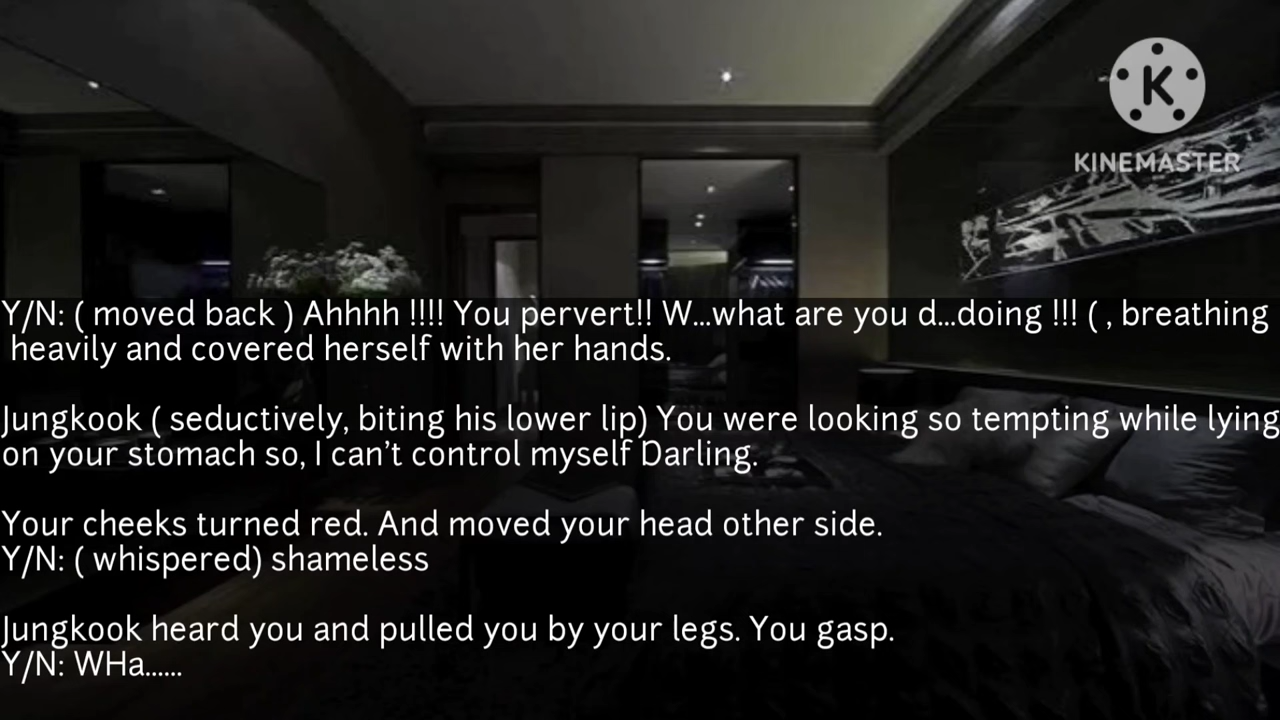 KINEMASTER
Y/N: ( moved back ) Ahhhh !!!! You pervert!! W...what are you d...doing !!! ( , breathing
heavily and covered herself with her hands.
Jungkook ( seductively, biting his lower lip) You were looking so tempting while lying
on your stomach so, I can't control myself Darling.
Your cheeks turned red. And moved your head other side.
Y/N: ( whispered) shameless
Jungkook heard you and pulled you by your legs. You gasp.
Y/N: WHa......